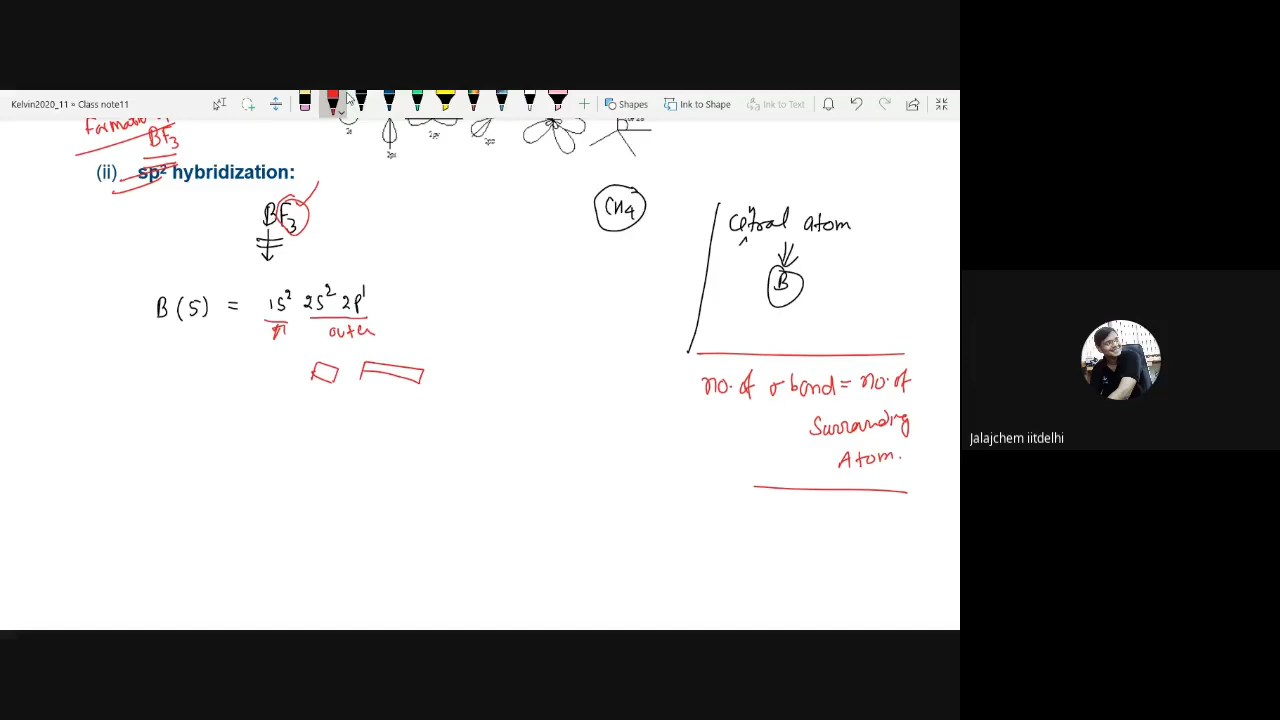 Kelvin2020_11 » Class note11
Shapes
Ink to Shape
Ink to Text
BF3
(ii) sp² hybridization:
BF3
CH4
Central atom
B
B (5) = 1s² 2s² 2p¹
outer
no. of σ bond = no. of
Surranding
Atom.
Jalajchem iitdelhi